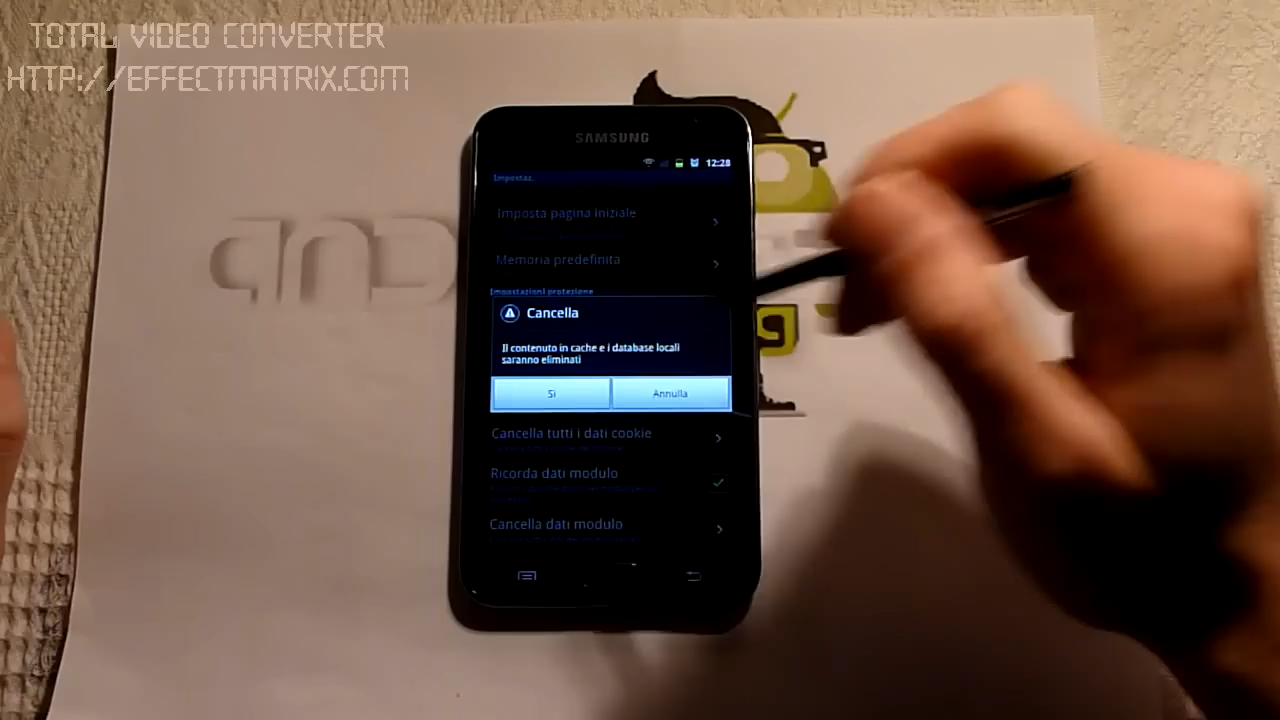 TOTAL VIDEO CONVERTER
HTTP://EFFECTMATRIX.COM
SAMSUNG
12:28
Impostaz.
Imposta pagina iniziale
Memoria predefinita
Impostazioni protezione
Cancella
Il contenuto in cache e i database locali
saranno eliminati
Sì
Annulla
Cancella tutti i dati cookie
Ricorda dati modulo
Cancella dati modulo